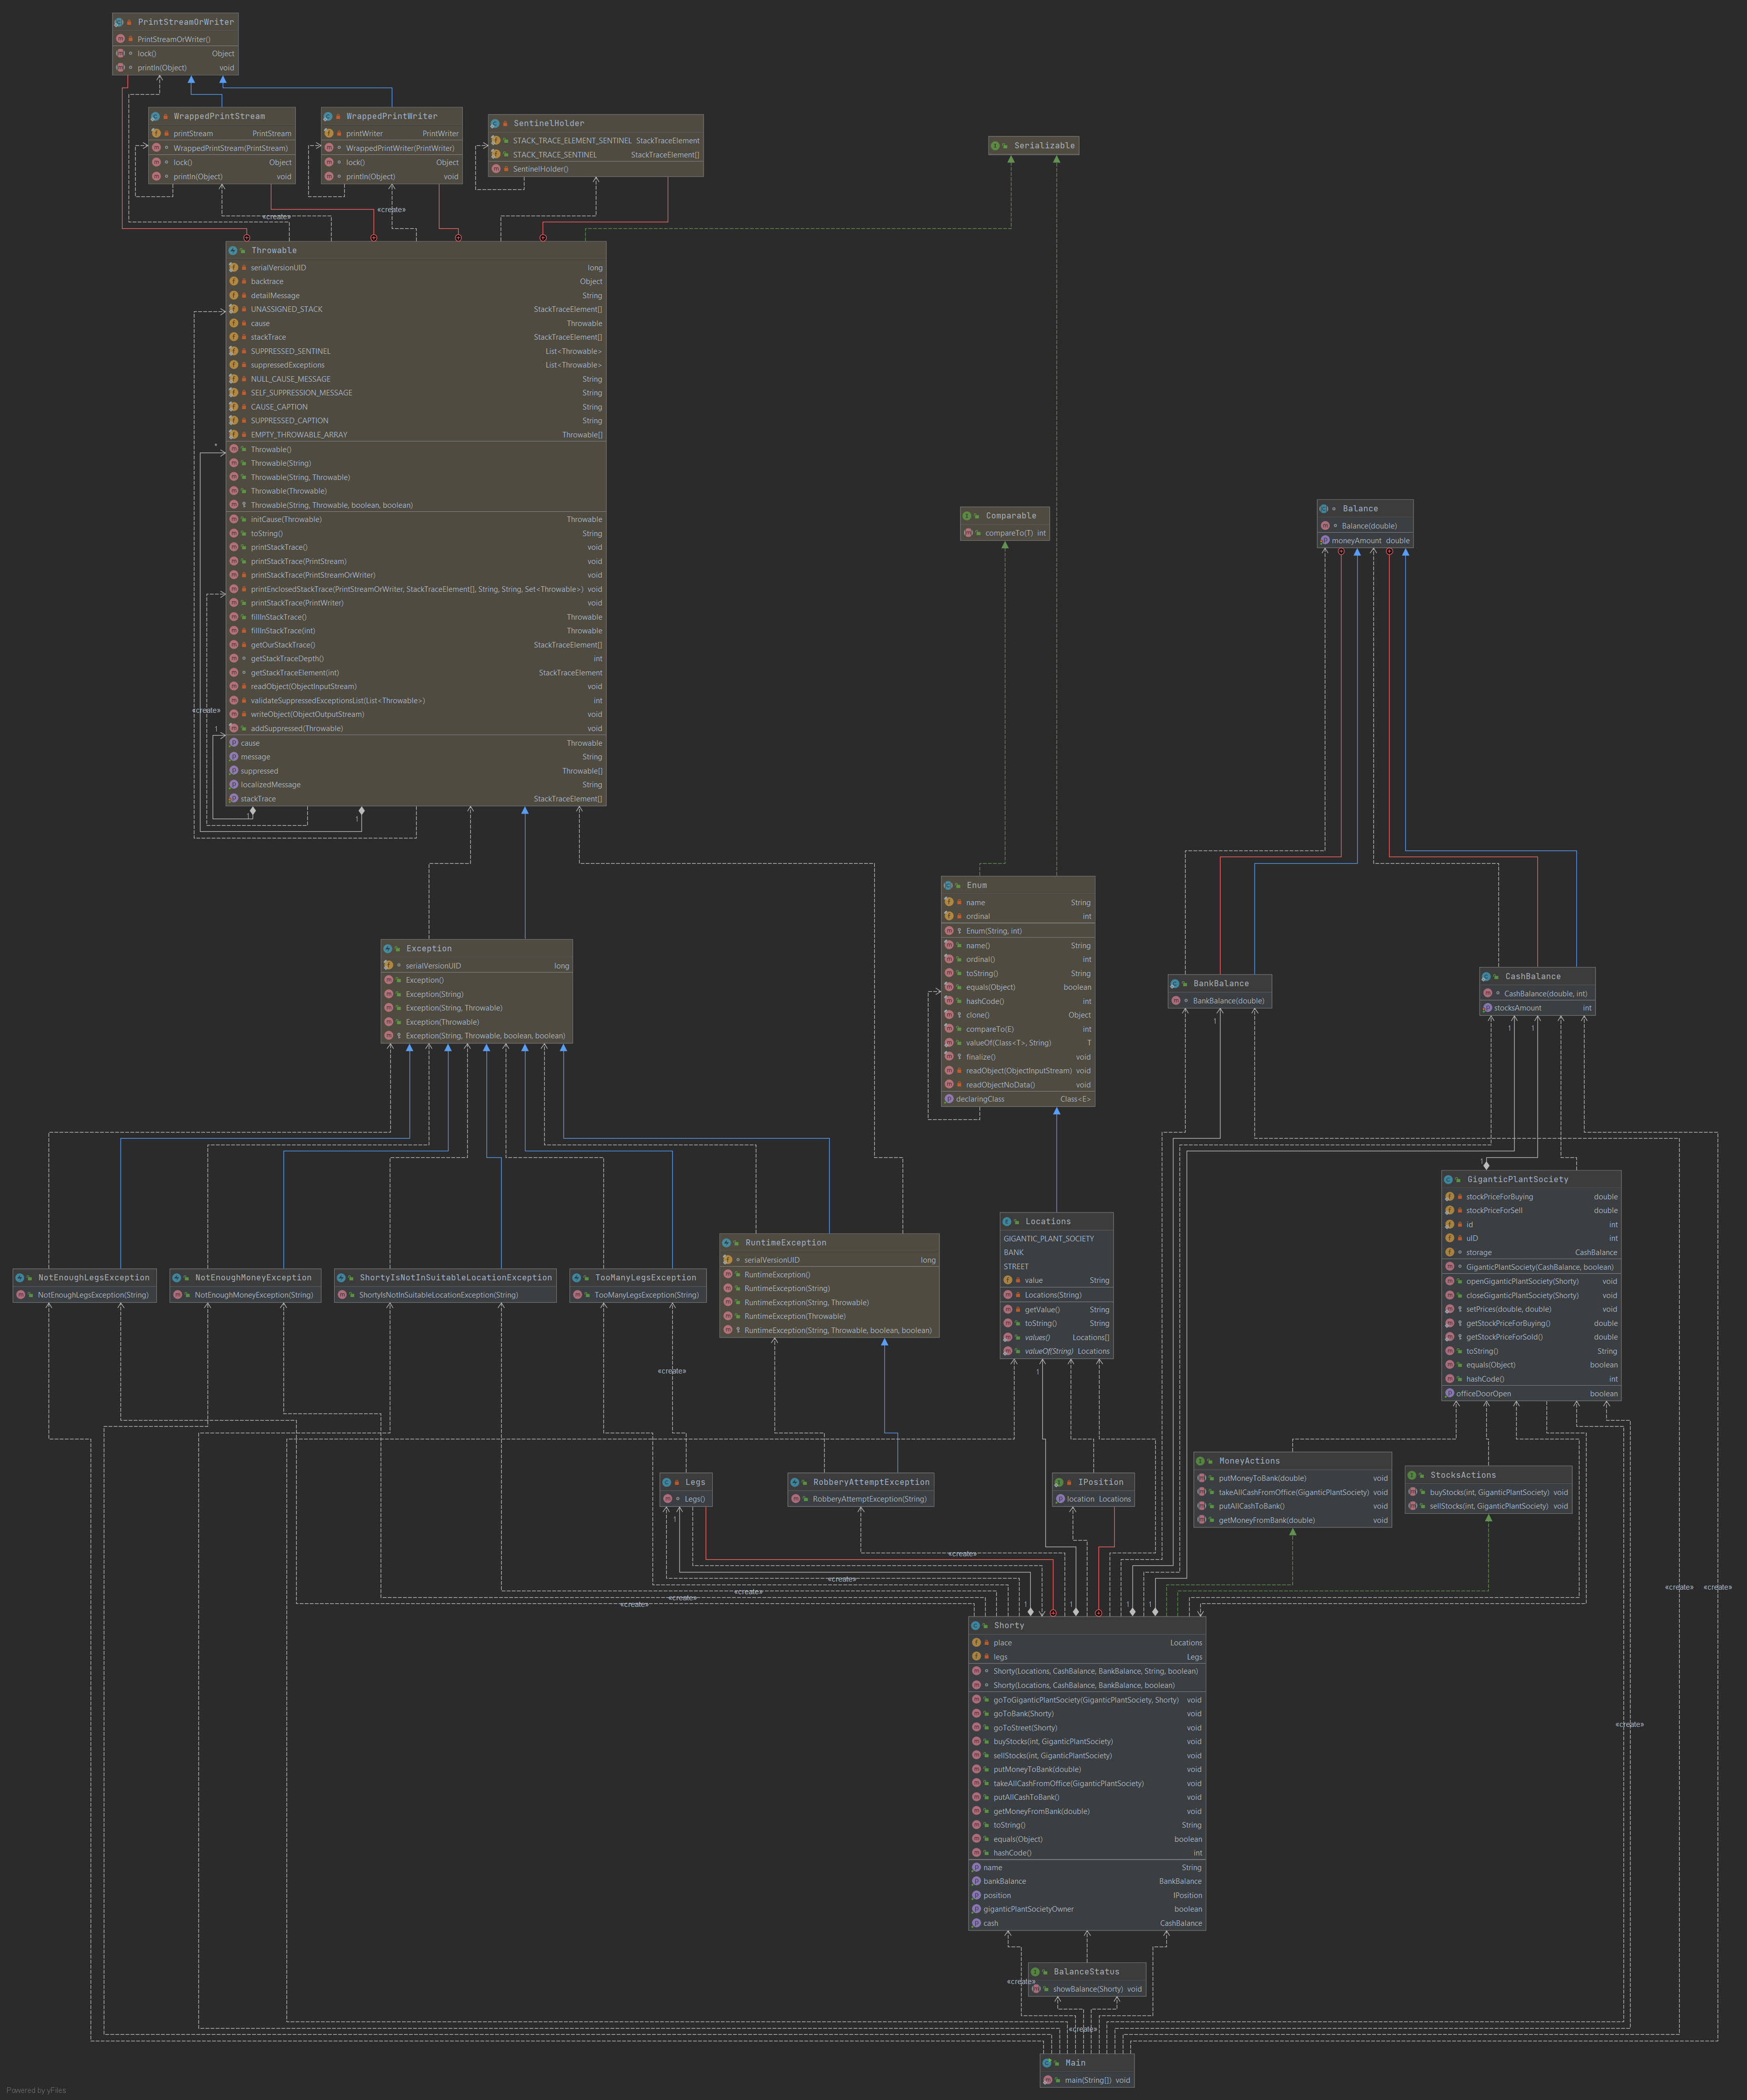 PrintStreamOrWriter
PrintStreamOrWriter()
lock() Object
println(Object) void
WrappedPrintStream
printStream PrintStream
WrappedPrintStream(PrintStream)
lock() Object
println(Object) void
WrappedPrintWriter
printWriter PrintWriter
WrappedPrintWriter(PrintWriter)
lock() Object
println(Object) void
SentinelHolder
STACK_TRACE_ELEMENT_SENTINEL StackTraceElement
STACK_TRACE_SENTINEL StackTraceElement[]
SentinelHolder()
Serializable
«create»
«create»
Throwable
serialVersionUID long
backtrace Object
detailMessage String
UNASSIGNED_STACK StackTraceElement[]
cause Throwable
stackTrace StackTraceElement[]
SUPPRESSED_SENTINEL List<Throwable>
suppressedExceptions List<Throwable>
NULL_CAUSE_MESSAGE String
SELF_SUPPRESSION_MESSAGE String
CAUSE_CAPTION String
SUPPRESSED_CAPTION String
EMPTY_THROWABLE_ARRAY Throwable[]
*
Throwable()
Throwable(String)
Throwable(String, Throwable)
Throwable(Throwable)
Throwable(String, Throwable, boolean, boolean)
initCause(Throwable) Throwable
toString() String
printStackTrace() void
printStackTrace(PrintStream) void
printStackTrace(PrintStreamOrWriter) void
printEnclosedStackTrace(PrintStreamOrWriter, StackTraceElement[], String, String, Set<Throwable>) void
printStackTrace(PrintWriter) void
fillInStackTrace() Throwable
fillInStackTrace(int) Throwable
getOurStackTrace() StackTraceElement[]
getStackTraceDepth() int
getStackTraceElement(int) StackTraceElement
readObject(ObjectInputStream) void
validateSuppressedExceptionsList(List<Throwable>) int
«create»
writeObject(ObjectOutputStream) void
addSuppressed(Throwable) void
1
cause Throwable
message String
suppressed Throwable[]
localizedMessage String
stackTrace StackTraceElement[]
1
1
Comparable
compareTo(T) int
Balance
Balance(double)
moneyAmount double
Enum
name String
ordinal int
Enum(String, int)
name() String
ordinal() int
toString() String
equals(Object) boolean
hashCode() int
clone() Object
compareTo(E) int
valueOf(Class<T>, String) T
finalize() void
readObject(ObjectInputStream) void
readObjectNoData() void
declaringClass Class<E>
Exception
serialVersionUID long
Exception()
Exception(String)
Exception(String, Throwable)
Exception(Throwable)
Exception(String, Throwable, boolean, boolean)
BankBalance
BankBalance(double)
1
CashBalance
CashBalance(double, int)
stocksAmount int
1
1
1
GiganticPlantSociety
stockPriceForBuying double
stockPriceForSell double
id int
uID int
storage CashBalance
GiganticPlantSociety(CashBalance, boolean)
openGiganticPlantSociety(Shorty) void
closeGiganticPlantSociety(Shorty) void
setPrices(double, double) void
getStockPriceForBuying() double
getStockPriceForSold() double
toString() String
equals(Object) boolean
hashCode() int
officeDoorOpen boolean
Locations
GIGANTIC_PLANT_SOCIETY
BANK
STREET
value String
Locations(String)
getValue() String
toString() String
values() Locations[]
valueOf(String) Locations
1
RuntimeException
serialVersionUID long
RuntimeException()
RuntimeException(String)
RuntimeException(String, Throwable)
RuntimeException(Throwable)
RuntimeException(String, Throwable, boolean, boolean)
NotEnoughLegsException
NotEnoughLegsException(String)
NotEnoughMoneyException
NotEnoughMoneyException(String)
ShortyIsNotInSuitableLocationException
ShortyIsNotInSuitableLocationException(String)
TooManyLegsException
TooManyLegsException(String)
«create»
Legs
Legs()
1
RobberyAttemptException
RobberyAttemptException(String)
IPosition
location Locations
MoneyActions
putMoneyToBank(double) void
takeAllCashFromOffice(GiganticPlantSociety) void
putAllCashToBank() void
getMoneyFromBank(double) void
StocksActions
buyStocks(int, GiganticPlantSociety) void
sellStocks(int, GiganticPlantSociety) void
«create»
«create»
«create»
«create»
«create»
«create»
«create»
1
1
1
1
Shorty
place Locations
legs Legs
Shorty(Locations, CashBalance, BankBalance, String, boolean)
Shorty(Locations, CashBalance, BankBalance, boolean)
goToGiganticPlantSociety(GiganticPlantSociety, Shorty) void
goToBank(Shorty) void
goToStreet(Shorty) void
buyStocks(int, GiganticPlantSociety) void
sellStocks(int, GiganticPlantSociety) void
putMoneyToBank(double) void
takeAllCashFromOffice(GiganticPlantSociety) void
putAllCashToBank() void
getMoneyFromBank(double) void
toString() String
equals(Object) boolean
hashCode() int
name String
bankBalance BankBalance
position IPosition
giganticPlantSocietyOwner boolean
cash CashBalance
«create»
BalanceStatus
showBalance(Shorty) void
«create»
«create»
Main
main(String[]) void
Powered by yFiles